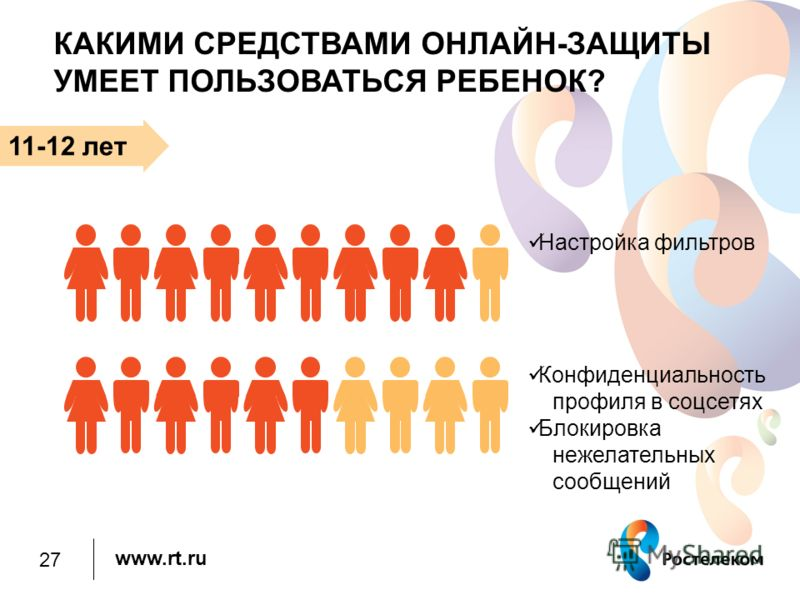 КАКИМИ СРЕДСТВАМИ ОНЛАЙН-ЗАЩИТЫ
УМЕЕТ ПОЛЬЗОВАТЬСЯ РЕБЕНОК?
11-12 лет
Настройка фильтров
Конфиденциальность
профиля в соцсетях
Блокировка
нежелательных
сообщений
27
www.rt.ru
MyShared
Ростелеком